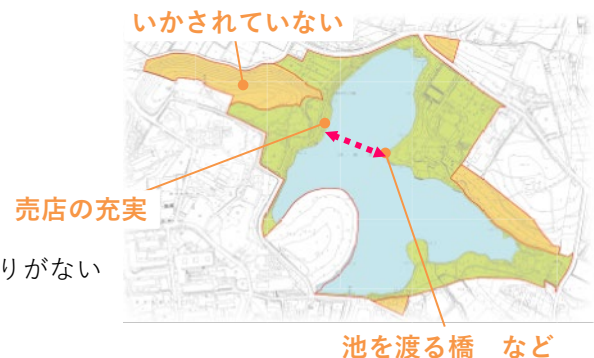 いかされていない
売店の充実
りがない
池を渡る橋　など